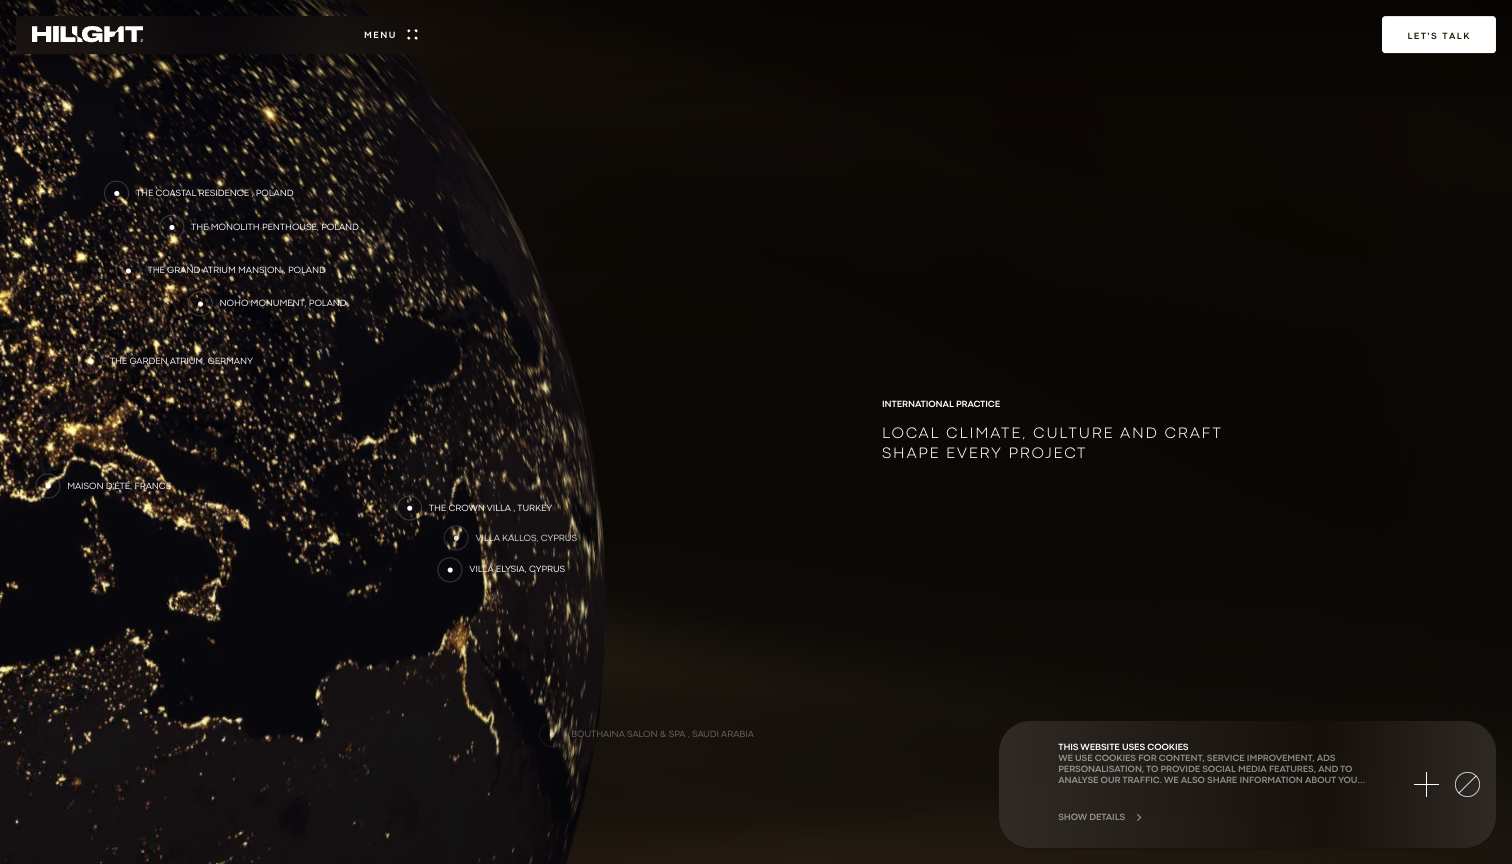 HILLGHT
MENU
LET'S TALK
THE COASTAL RESIDENCE , POLAND
THE MONOLITH PENTHOUSE, POLAND
THE GRAND ATRIUM MANSION , POLAND
NOHO MONUMENT, POLAND
THE GARDEN ATRIUM, GERMANY
INTERNATIONAL PRACTICE
LOCAL CLIMATE, CULTURE AND CRAFT
SHAPE EVERY PROJECT
MAISON D'ÉTÉ, FRANCE
THE CROWN VILLA , TURKEY
VILLA KALLOS, CYPRUS
VILLA ELYSIA, CYPRUS
BOUTHAINA SALON & SPA , SAUDI ARABIA
THIS WEBSITE USES COOKIES
WE USE COOKIES FOR CONTENT, SERVICE IMPROVEMENT, ADS
PERSONALISATION, TO PROVIDE SOCIAL MEDIA FEATURES, AND TO
ANALYSE OUR TRAFFIC. WE ALSO SHARE INFORMATION ABOUT YOU...
SHOW DETAILS